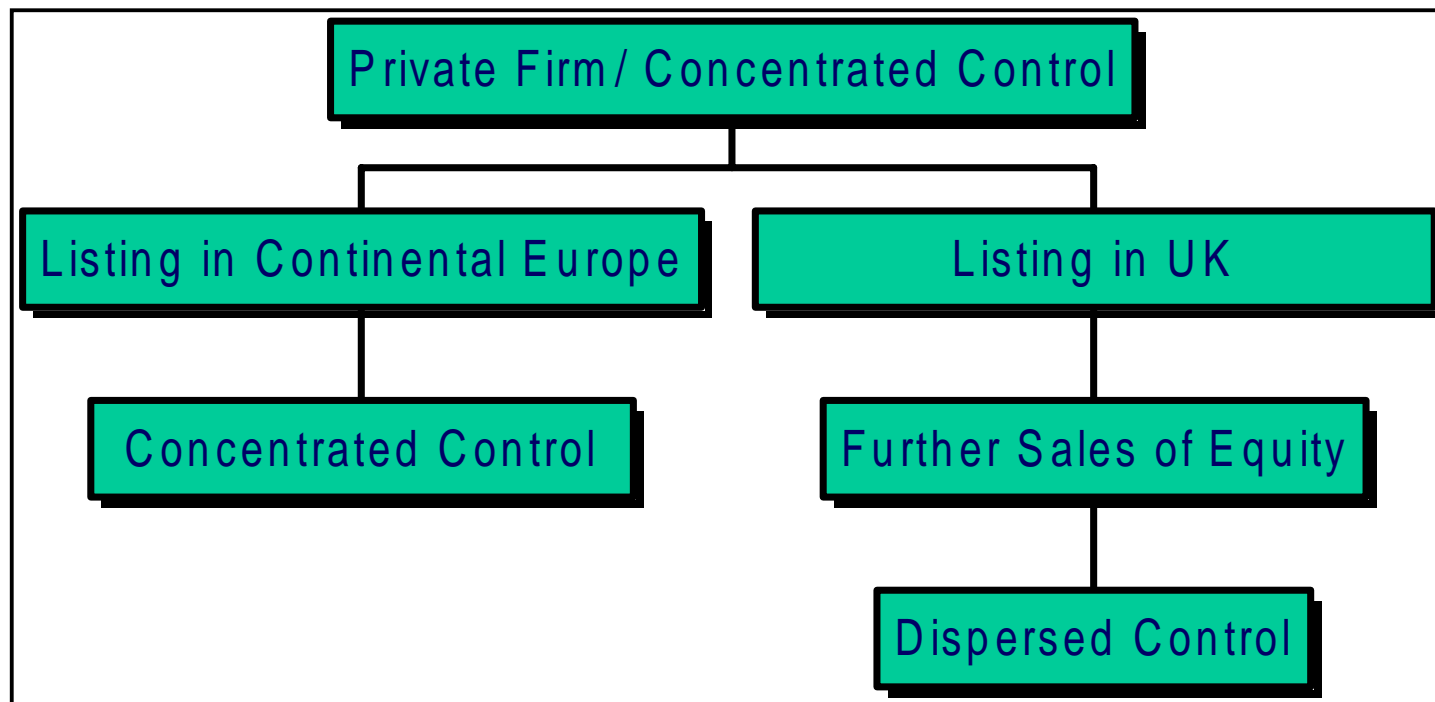 Private Firm/ Concentrated Control
Listing in Continental Europe
Listing in UK
Concentrated Control
Further Sales of Equity
Dispersed Control